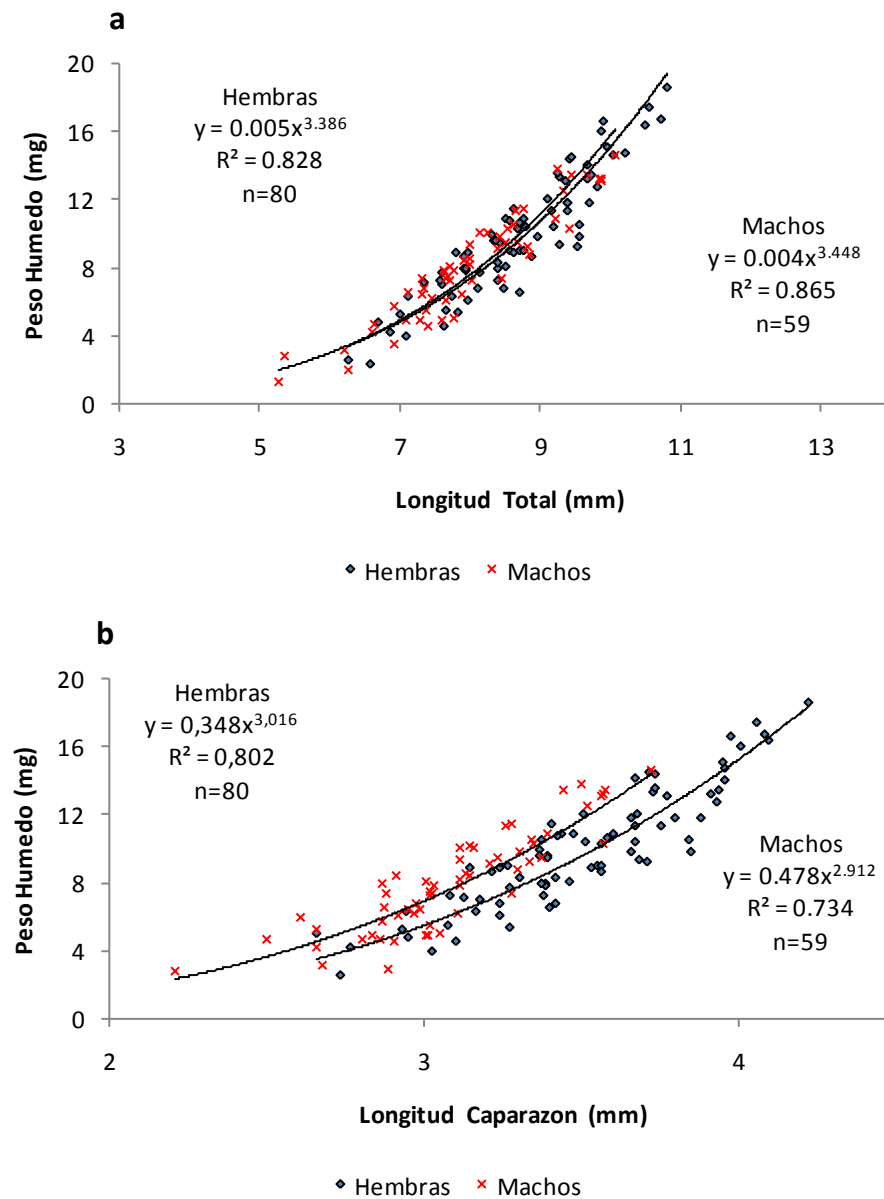 a
20
16
12
8
4
0
Peso Humedo (mg)
Hembras
y = 0.005x^3.386
R² = 0.828
n=80
Machos
y = 0.004x^3.448
R² = 0.865
n=59
3 5 7 9 11 13
Longitud Total (mm)
Hembras Machos
b
20
16
12
8
4
0
Peso Humedo (mg)
Hembras
y = 0,348x^3,016
R² = 0,802
n=80
Machos
y = 0.478x^2.912
R² = 0.734
n=59
2 3 4
Longitud Caparazon (mm)
Hembras Machos